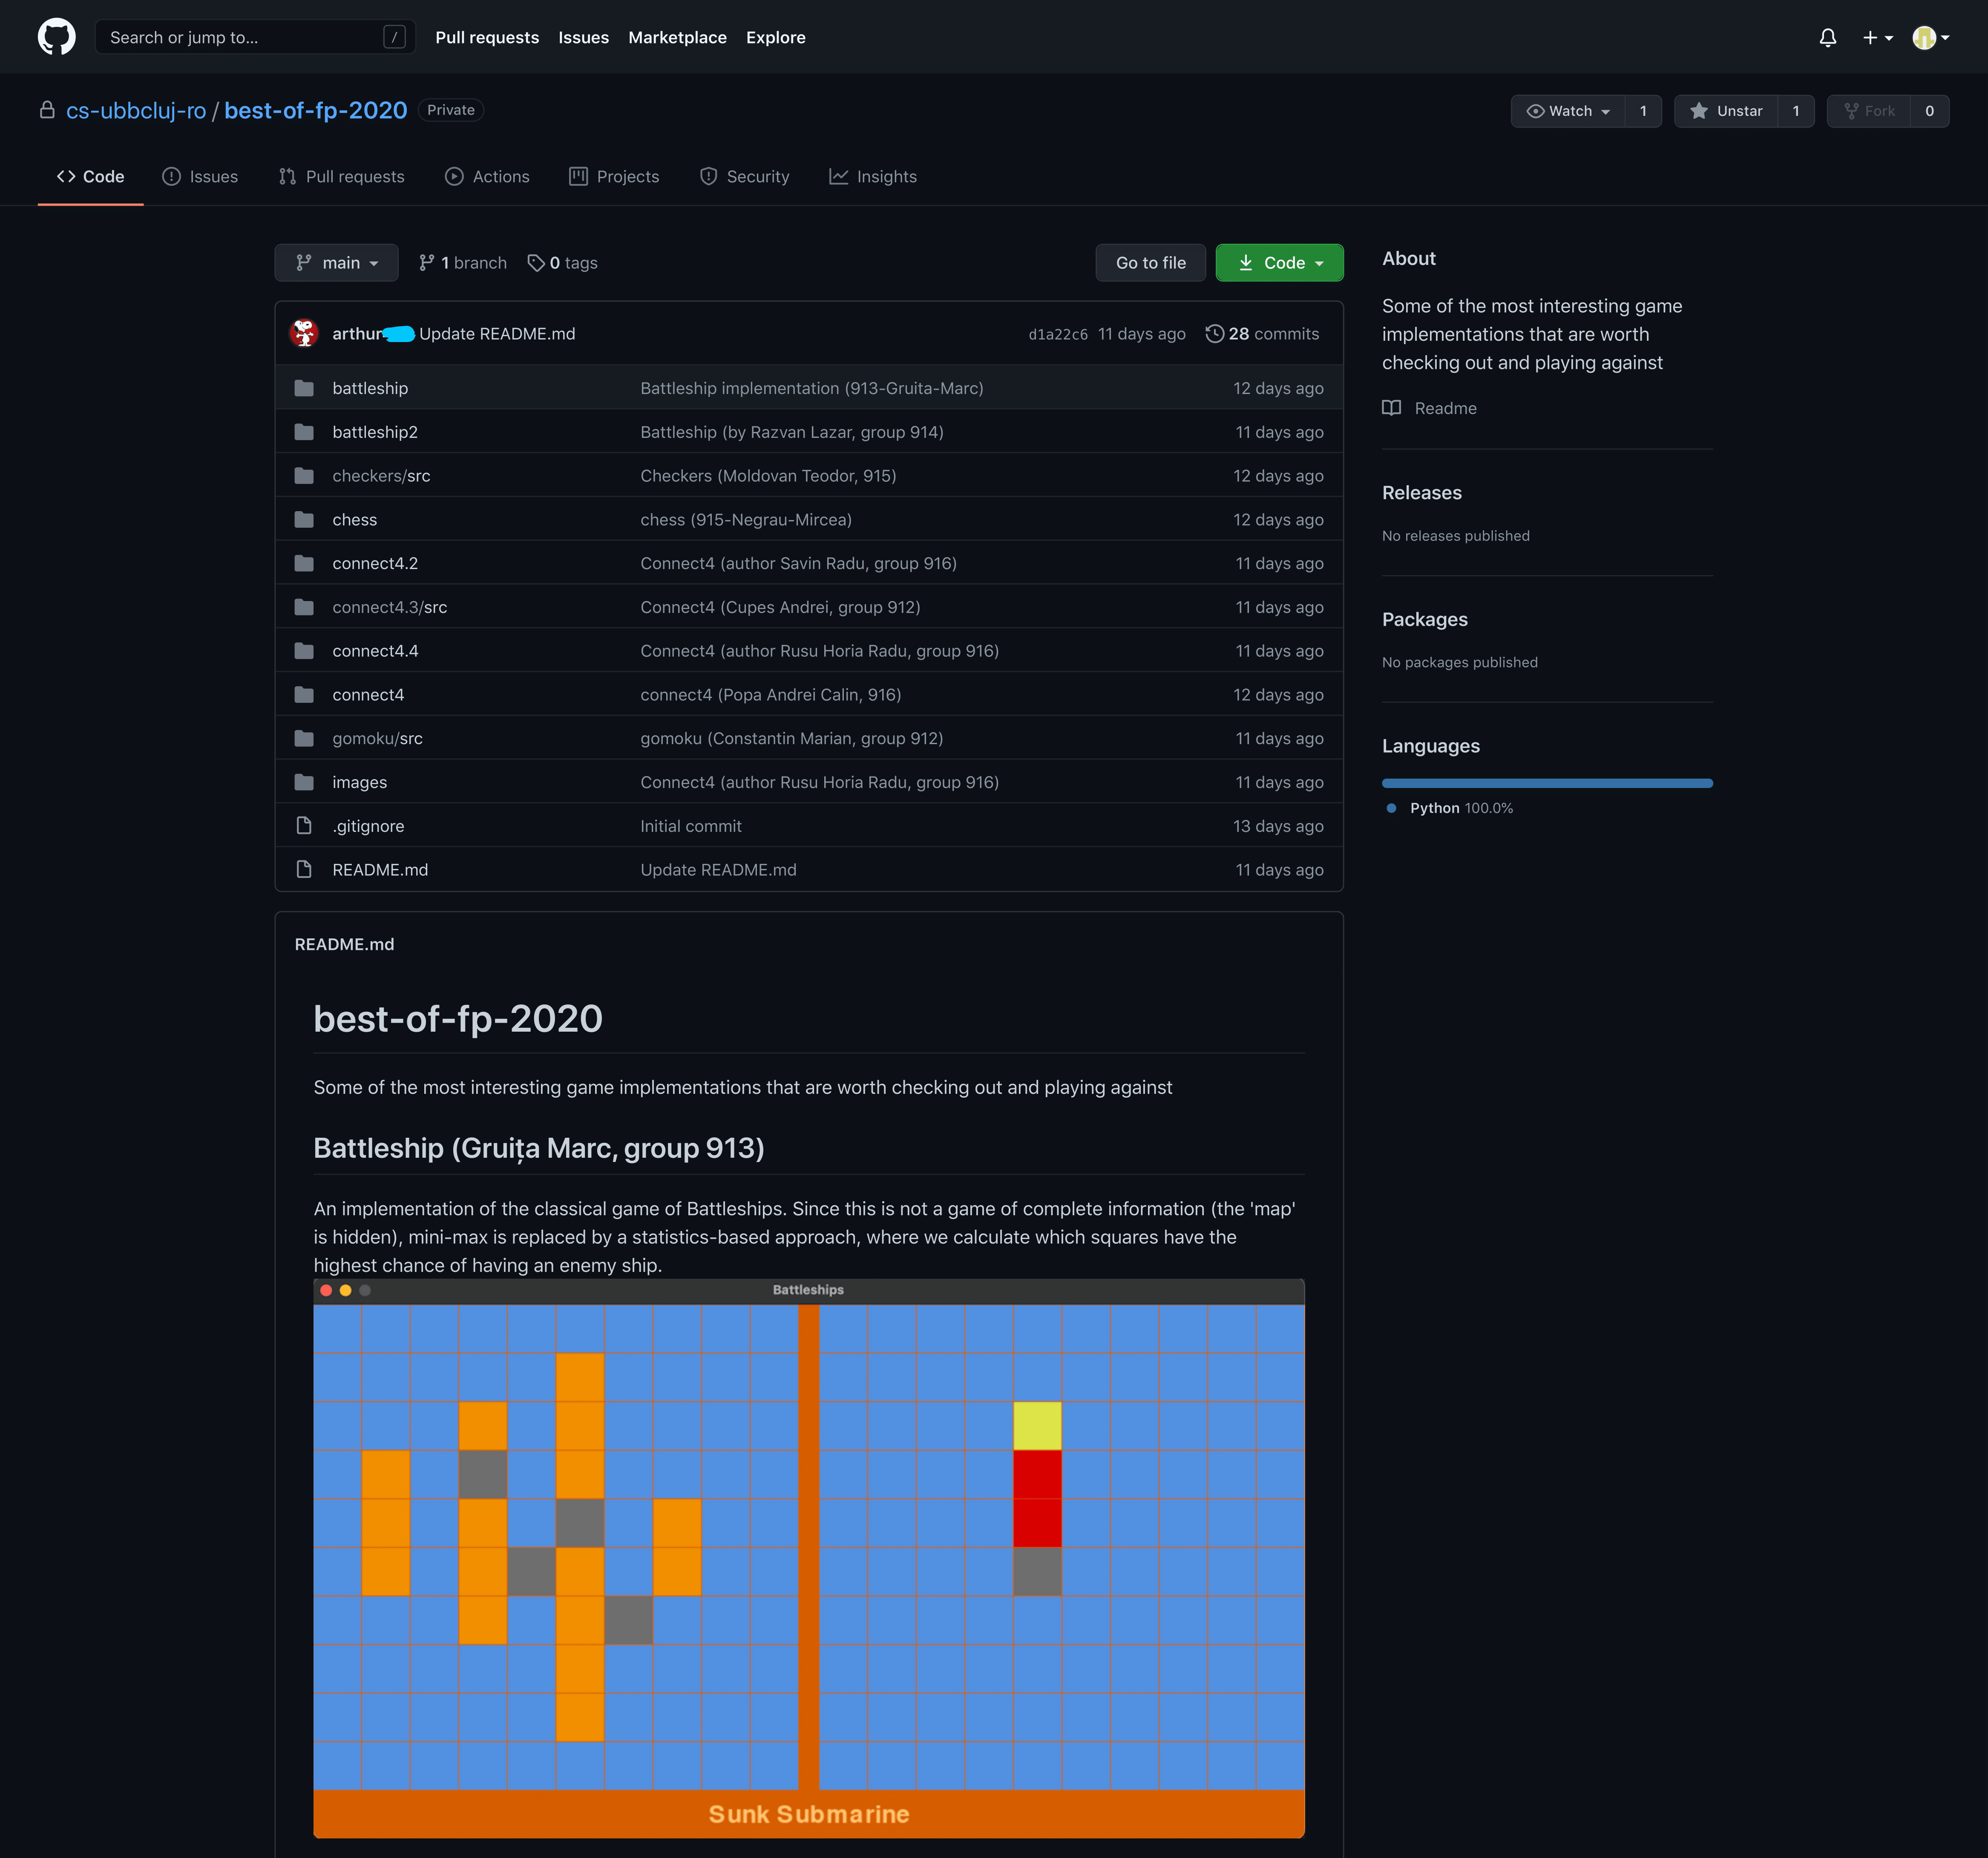 Search or jump to... /
Pull requests Issues Marketplace Explore
cs-ubbcluj-ro / best-of-fp-2020 Private
Watch 1 Unstar 1 Fork 0
Code Issues Pull requests Actions Projects Security Insights
main 1 branch 0 tags Go to file Code
arthur Update README.md d1a22c6 11 days ago 28 commits
battleship Battleship implementation (913-Gruita-Marc) 12 days ago
battleship2 Battleship (by Razvan Lazar, group 914) 11 days ago
checkers/src Checkers (Moldovan Teodor, 915) 12 days ago
chess chess (915-Negrau-Mircea) 12 days ago
connect4.2 Connect4 (author Savin Radu, group 916) 11 days ago
connect4.3/src Connect4 (Cupes Andrei, group 912) 11 days ago
connect4.4 Connect4 (author Rusu Horia Radu, group 916) 11 days ago
connect4 connect4 (Popa Andrei Calin, 916) 12 days ago
gomoku/src gomoku (Constantin Marian, group 912) 11 days ago
images Connect4 (author Rusu Horia Radu, group 916) 11 days ago
.gitignore Initial commit 13 days ago
README.md Update README.md 11 days ago
About
Some of the most interesting game
implementations that are worth
checking out and playing against
Readme
Releases
No releases published
Packages
No packages published
Languages
Python 100.0%
README.md
best-of-fp-2020
Some of the most interesting game implementations that are worth checking out and playing against
Battleship (Gruița Marc, group 913)
An implementation of the classical game of Battleships. Since this is not a game of complete information (the 'map'
is hidden), mini-max is replaced by a statistics-based approach, where we calculate which squares have the
highest chance of having an enemy ship.
Battleships
Sunk Submarine